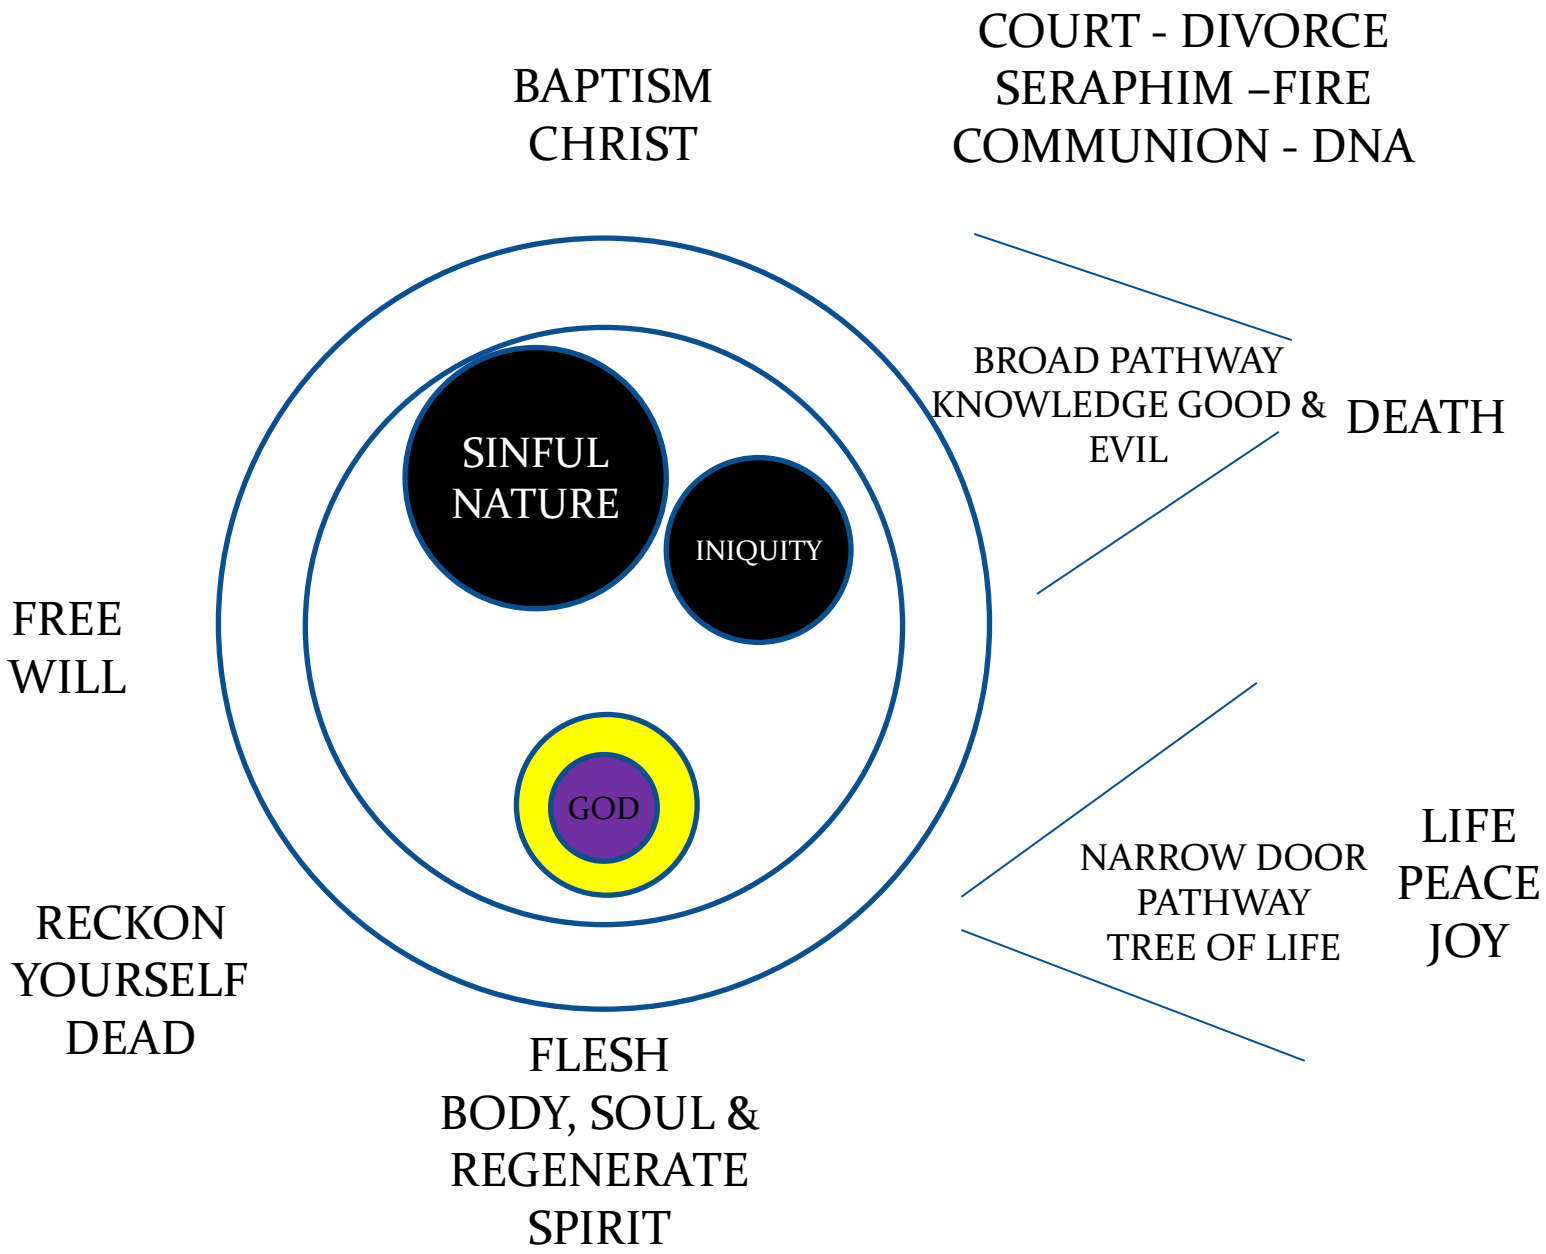 COURT - DIVORCE
SERAPHIM –FIRE
COMMUNION - DNA
BAPTISM
CHRIST
BROAD PATHWAY
KNOWLEDGE GOOD &
EVIL
DEATH
SINFUL
NATURE
INIQUITY
FREE
WILL
GOD
NARROW DOOR
PATHWAY
TREE OF LIFE
LIFE
PEACE
JOY
RECKON
YOURSELF
DEAD
FLESH
BODY, SOUL &
REGENERATE
SPIRIT